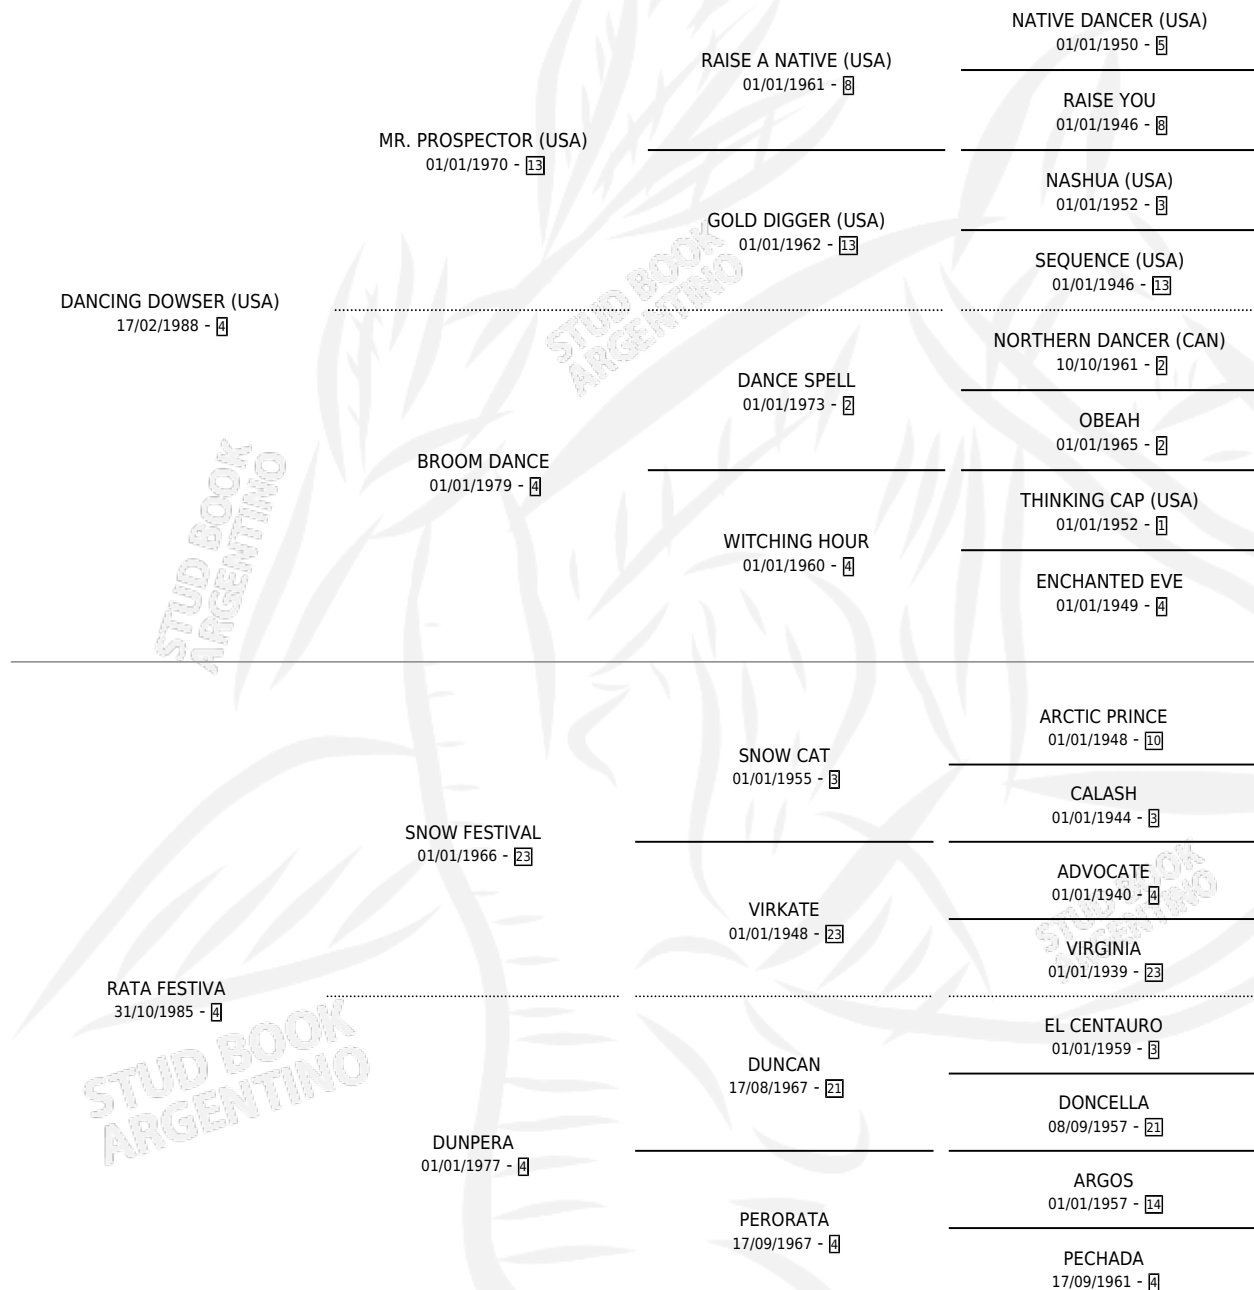 NATIVE DANCER (USA)
01/01/1950 - 5
RAISE A NATIVE (USA)
01/01/1961 - 8
RAISE YOU
01/01/1946 - 8
MR. PROSPECTOR (USA)
01/01/1970 - 13
NASHUA (USA)
01/01/1952 - 3
GOLD DIGGER (USA)
01/01/1962 - 13
SEQUENCE (USA)
01/01/1946 - 13
DANCING DOWSER (USA)
17/02/1988 - 4
NORTHERN DANCER (CAN)
10/10/1961 - 2
DANCE SPELL
01/01/1973 - 2
OBEAH
01/01/1965 - 2
BROOM DANCE
01/01/1979 - 4
THINKING CAP (USA)
01/01/1952 - 1
WITCHING HOUR
01/01/1960 - 4
ENCHANTED EVE
01/01/1949 - 4
ARCTIC PRINCE
01/01/1948 - 10
SNOW CAT
01/01/1955 - 3
CALASH
01/01/1944 - 3
SNOW FESTIVAL
01/01/1966 - 23
ADVOCATE
01/01/1940 - 4
VIRKATE
01/01/1948 - 23
VIRGINIA
01/01/1939 - 23
RATA FESTIVA
31/10/1985 - 4
EL CENTAURO
01/01/1959 - 3
DUNCAN
17/08/1967 - 21
DONCELLA
08/09/1957 - 21
DUNPERA
01/01/1977 - 4
ARGOS
01/01/1957 - 14
PERORATA
17/09/1967 - 4
PECHADA
17/09/1961 - 4
STUD BOOK
ARGENTINO
STUD BOOK
ARGENTINO
STUD BOOK
ARGENTINO
STUD BOOK
ARGENTINO